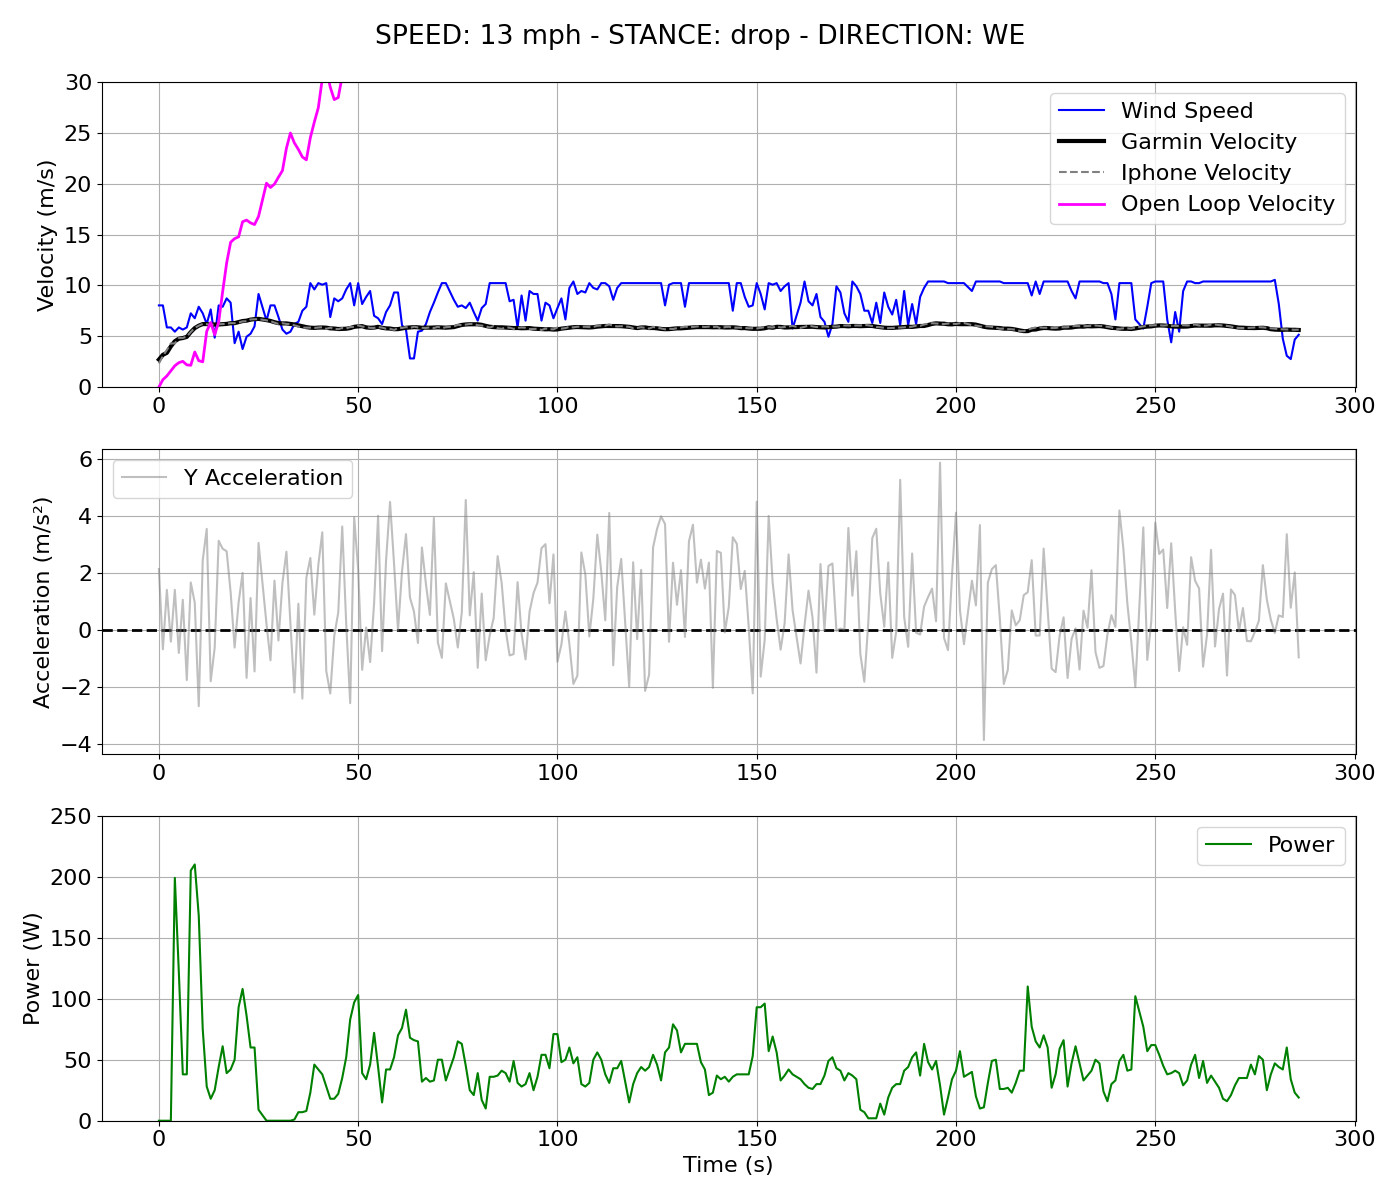 SPEED: 13 mph - STANCE: drop - DIRECTION: WE
30
25
20
15
10
5
0
Velocity (m/s)
Wind Speed
Garmin Velocity
Iphone Velocity
Open Loop Velocity
0 50 100 150 200 250 300
6
4
2
0
−2
−4
Acceleration (m/s²)
Y Acceleration
0 50 100 150 200 250 300
250
200
150
100
50
0
Power (W)
Power
0 50 100 150 200 250 300
Time (s)